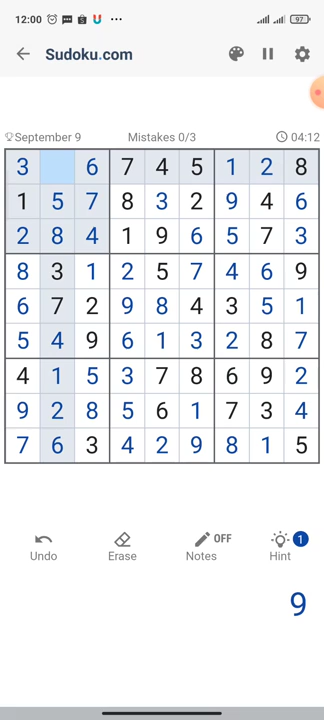 12:00 97
Sudoku.com
September 9 Mistakes 0/3 04:12
3 6 7 4 5 1 2 8
1 5 7 8 3 2 9 4 6
2 8 4 1 9 6 5 7 3
8 3 1 2 5 7 4 6 9
6 7 2 9 8 4 3 5 1
5 4 9 6 1 3 2 8 7
4 1 5 3 7 8 6 9 2
9 2 8 5 6 1 7 3 4
7 6 3 4 2 9 8 1 5
OFF 1
Undo Erase Notes Hint
9